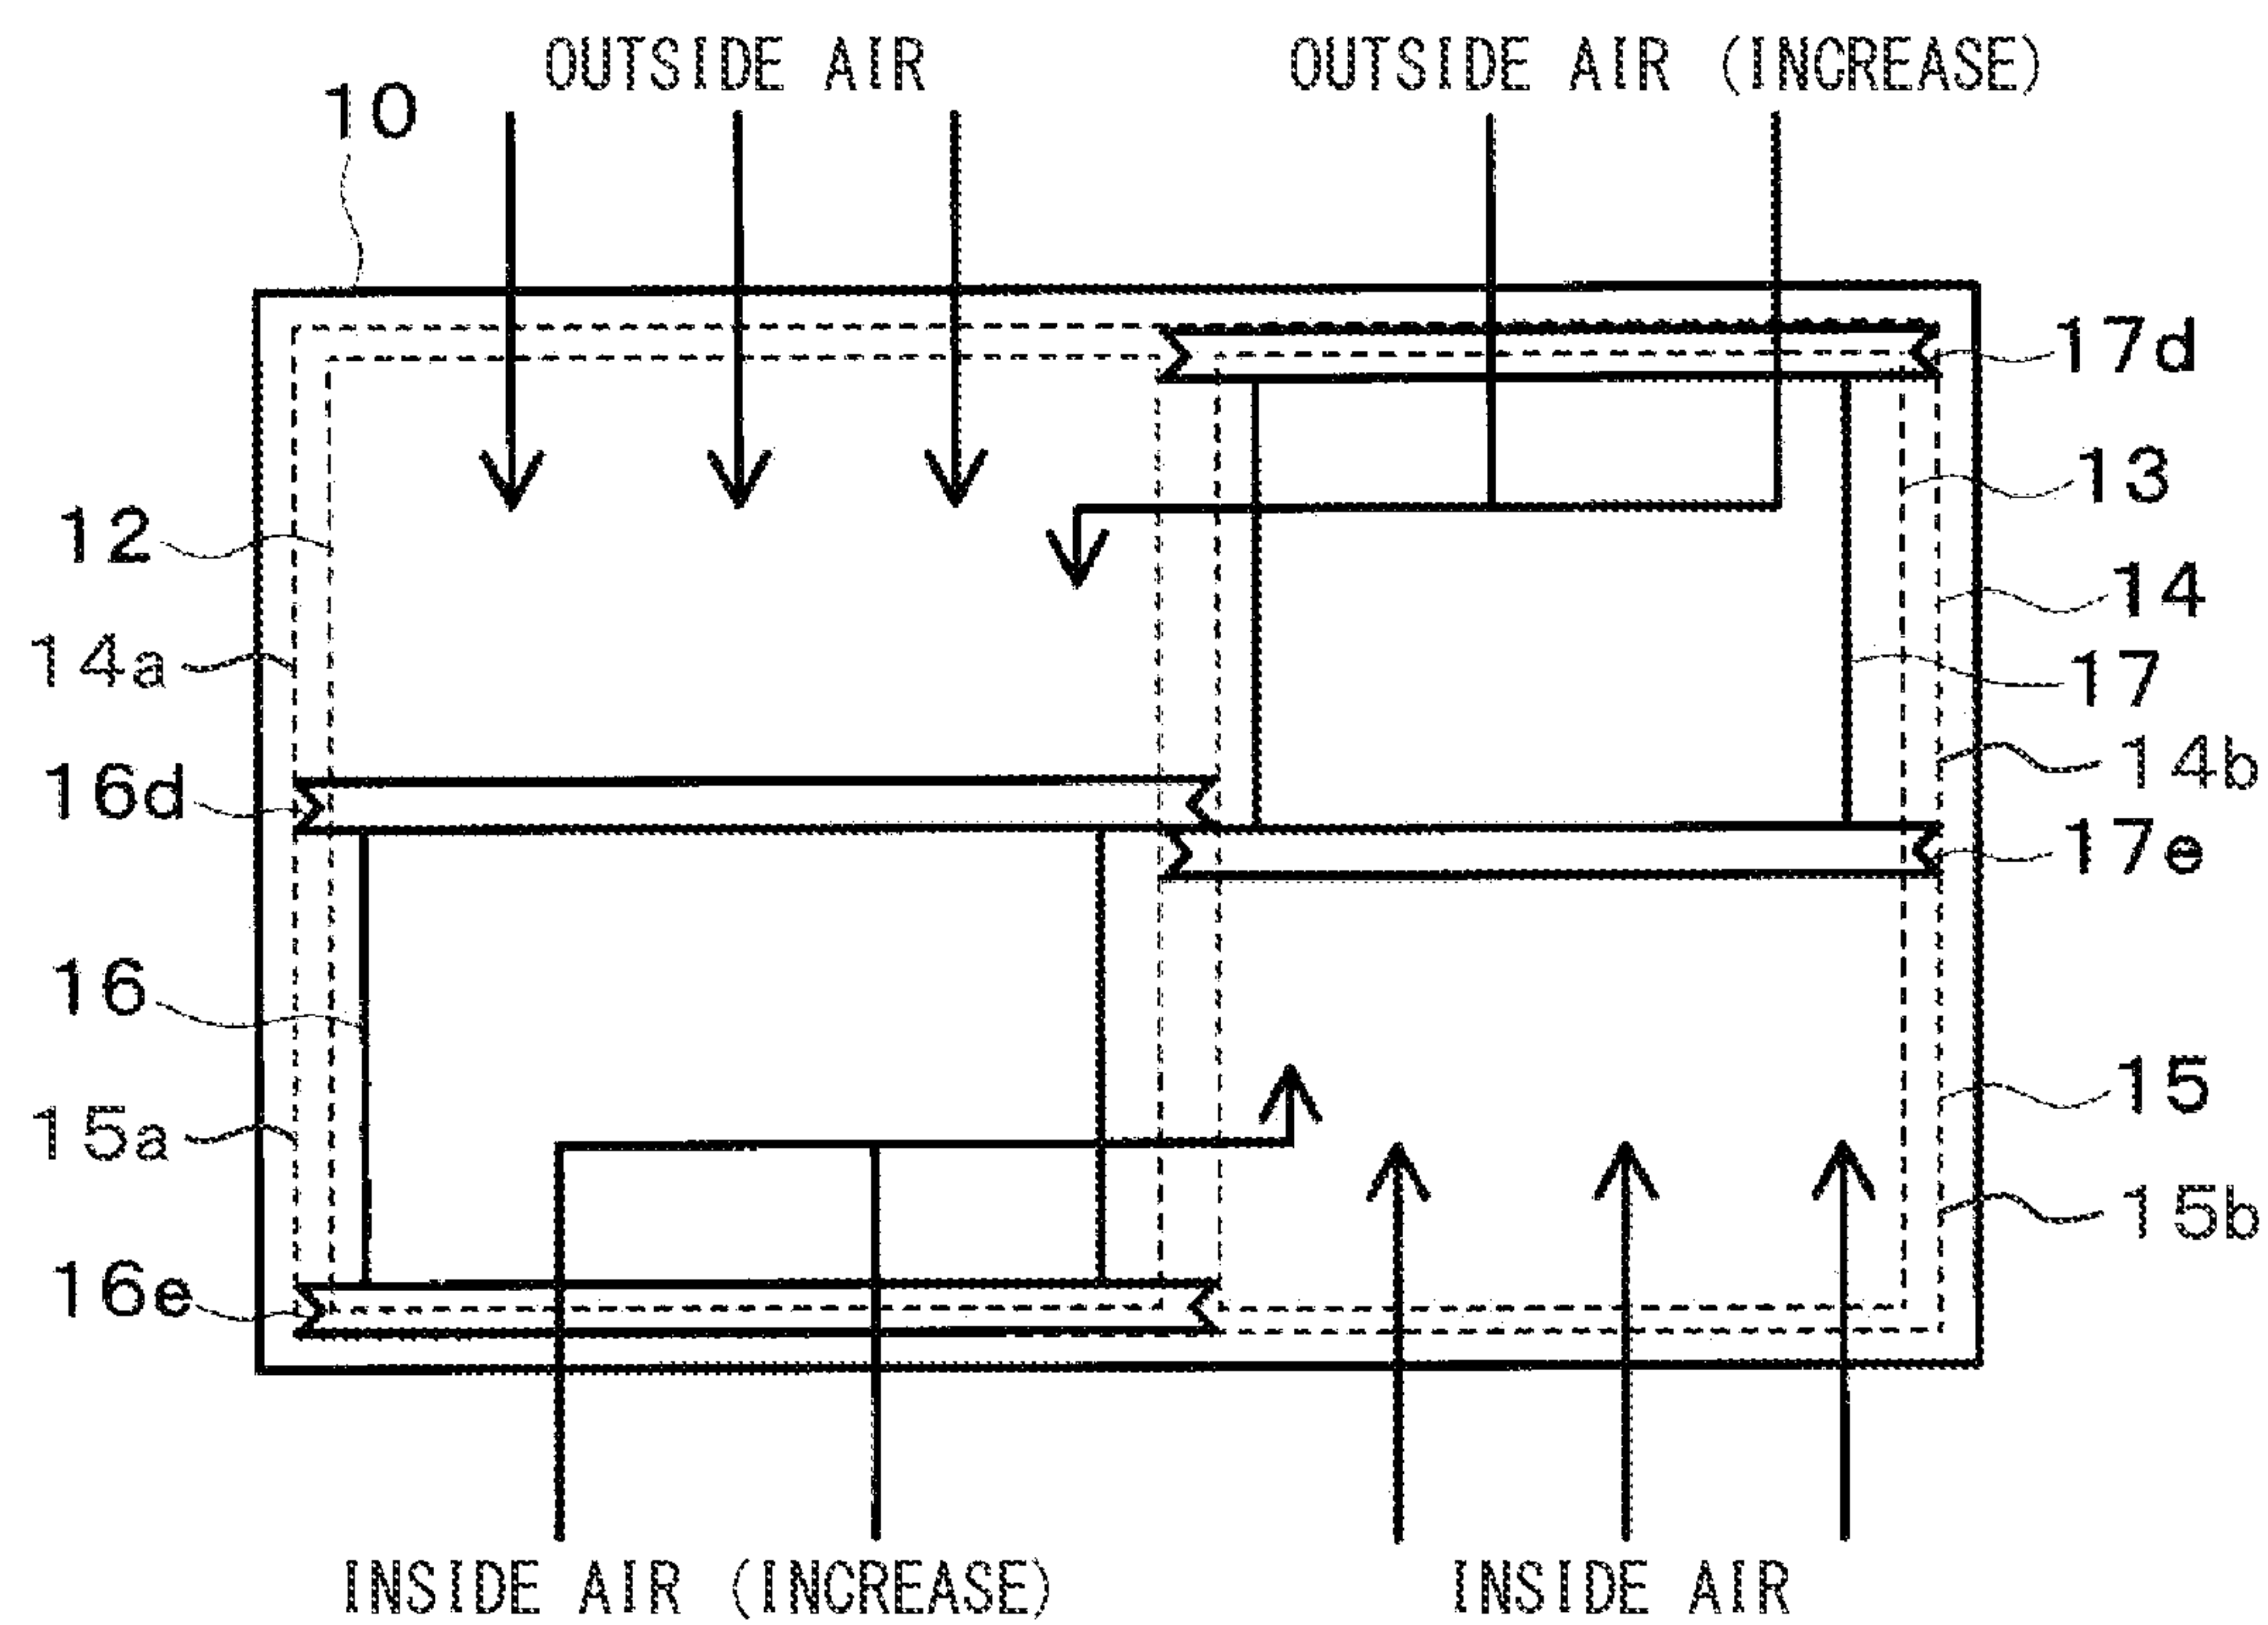 OUTSIDE AIR
OUTSIDE AIR (INCREASE)
10
17d
13
12
14
14a
17
14b
16d
17e
16
15
15a
15b
16e
INSIDE AIR (INCREASE)
INSIDE AIR